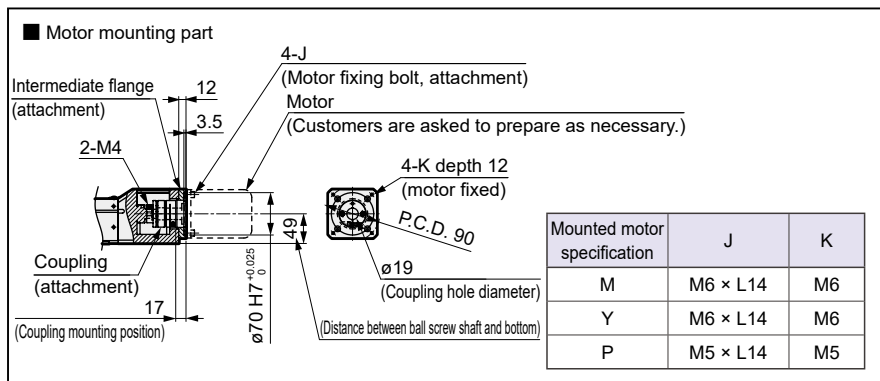 ■ Motor mounting part
4-J
(Motor fixing bolt, attachment)
Intermediate flange
(attachment)
12
Motor
(Customers are asked to prepare as necessary.)
3.5
2-M4
4-K depth 12
(motor fixed)
P.C.D. 90
49
Coupling
(attachment)
ø19
(Coupling hole diameter)
17
(Coupling mounting position)
ø70 H7 +0.025 0
(Distance between ball screw shaft and bottom)
Mounted motor specification J K
M M6 × L14 M6
Y M6 × L14 M6
P M5 × L14 M5